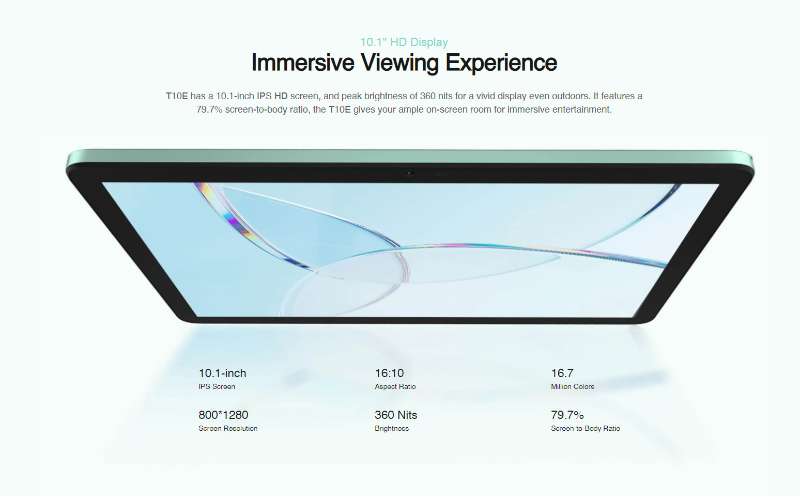 10.1" HD Display
Immersive Viewing Experience
T10E has a 10.1-inch IPS HD screen, and peak brightness of 360 nits for a vivid display even outdoors. It features a
79.7% screen-to-body ratio, the T10E gives your ample on-screen room for immersive entertainment.
10.1-inch
IPS Screen
16:10
Aspect Ratio
16.7
Million Colors
800*1280
Screen Resolution
360 Nits
Brightness
79.7%
Screen to Body Ratio